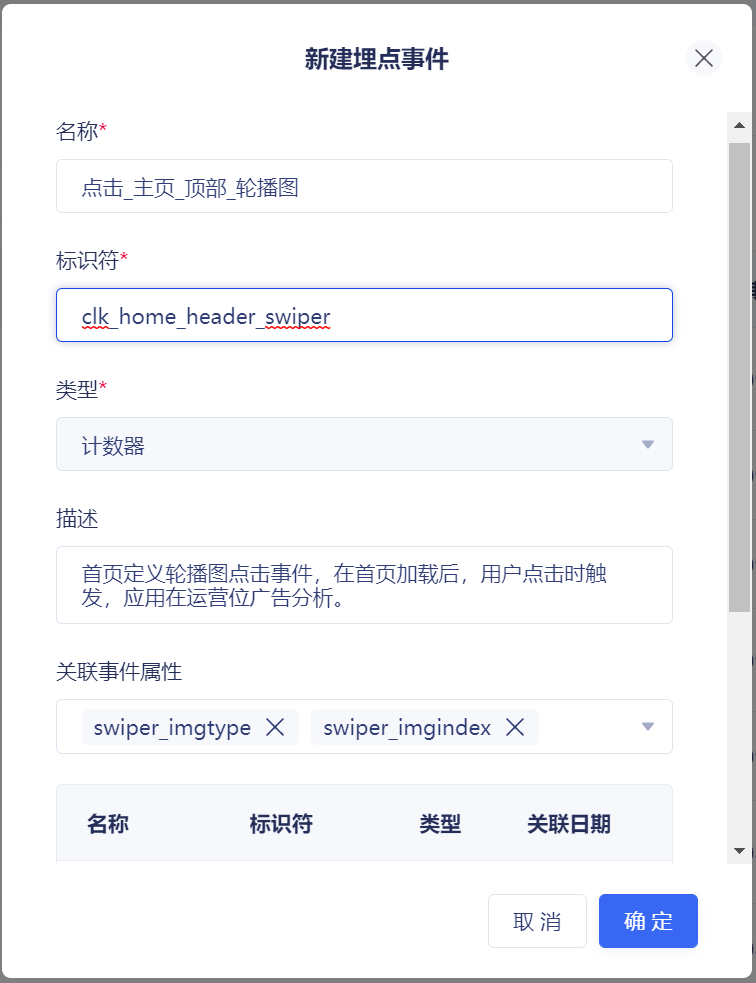 新建埋点事件
名称*
点击_主页_顶部_轮播图
标识符*
clk_home_header_swiper
类型*
计数器
描述
首页定义轮播图点击事件，在首页加载后，用户点击时触
发，应用在运营位广告分析。
关联事件属性
swiper_imgtype swiper_imgindex
名称 标识符 类型 关联日期
取消 确定